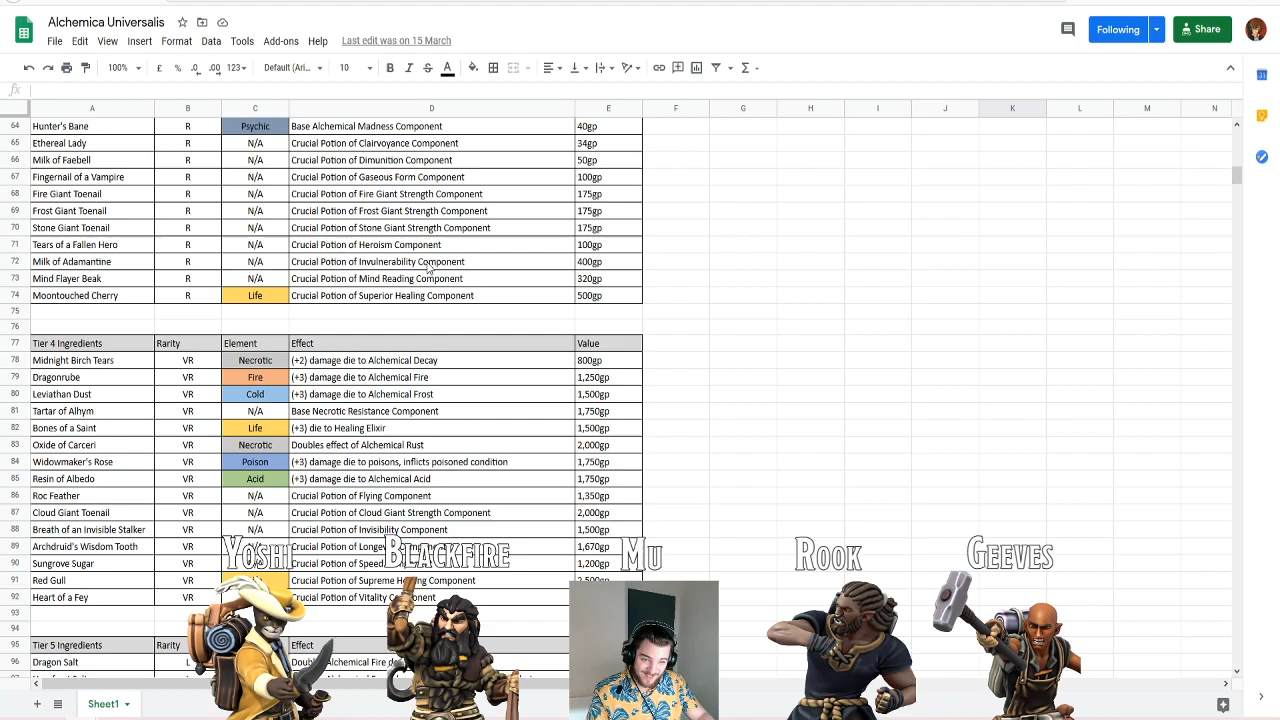 Alchemica Universalis
File Edit View Insert Format Data Tools Add-ons Help Last edit was on 15 March
Following Share
100% £ % .0 .00 123 Default (Ari... 10 B I S A Σ
fx
A B C D E F G H I J K L M N
64 Hunter's Bane R Psychic Base Alchemical Madness Component 40gp
65 Ethereal Lady R N/A Crucial Potion of Clairvoyance Component 34gp
66 Milk of Faebell R N/A Crucial Potion of Dimunition Component 50gp
67 Fingernail of a Vampire R N/A Crucial Potion of Gaseous Form Component 100gp
68 Fire Giant Toenail R N/A Crucial Potion of Fire Giant Strength Component 175gp
69 Frost Giant Toenail R N/A Crucial Potion of Frost Giant Strength Component 175gp
70 Stone Giant Toenail R N/A Crucial Potion of Stone Giant Strength Component 175gp
71 Tears of a Fallen Hero R N/A Crucial Potion of Heroism Component 100gp
72 Milk of Adamantine R N/A Crucial Potion of Invulnerability Component 400gp
73 Mind Flayer Beak R N/A Crucial Potion of Mind Reading Component 320gp
74 Moontouched Cherry R Life Crucial Potion of Superior Healing Component 500gp
75
76
77 Tier 4 Ingredients Rarity Element Effect Value
78 Midnight Birch Tears VR Necrotic (+2) damage die to Alchemical Decay 800gp
79 Dragonrube VR Fire (+3) damage die to Alchemical Fire 1,250gp
80 Leviathan Dust VR Cold (+3) damage die to Alchemical Frost 1,500gp
81 Tartar of Alhym VR N/A Base Necrotic Resistance Component 1,750gp
82 Bones of a Saint VR Life (+3) die to Healing Elixir 1,500gp
83 Oxide of Carceri VR Necrotic Doubles effect of Alchemical Rust 2,000gp
84 Widowmaker's Rose VR Poison (+3) damage die to poisons, inflicts poisoned condition 1,750gp
85 Resin of Albedo VR Acid (+3) damage die to Alchemical Acid 1,750gp
86 Roc Feather VR N/A Crucial Potion of Flying Component 1,350gp
87 Cloud Giant Toenail VR N/A Crucial Potion of Cloud Giant Strength Component 2,000gp
88 Breath of an Invisible Stalker VR N/A Crucial Potion of Invisibility Component 1,500gp
89 Archdruid's Wisdom Tooth VR Crucial Potion of 1,670gp
90 Sungrove Sugar VR Crucial Potion of Speed 1,200gp
91 Red Gull VR Crucial Potion of Supreme Component 2,500gp
92 Heart of a Fey VR Crucial Potion of Vitality
93
94
95 Tier 5 Ingredients Rarity Effect
96 Dragon Salt L Alchemical Fire
Yoshi Blackfire Mu Rook Geeves
Sheet1